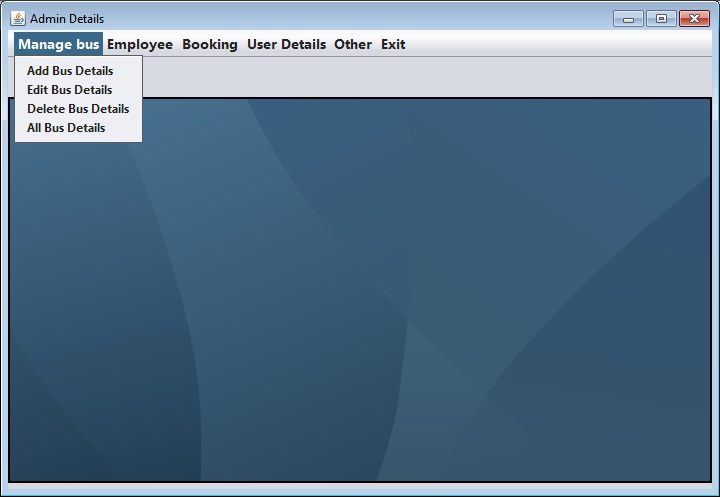 Admin Details
Manage bus Employee Booking User Details Other Exit
Add Bus Details
Edit Bus Details
Delete Bus Details
All Bus Details